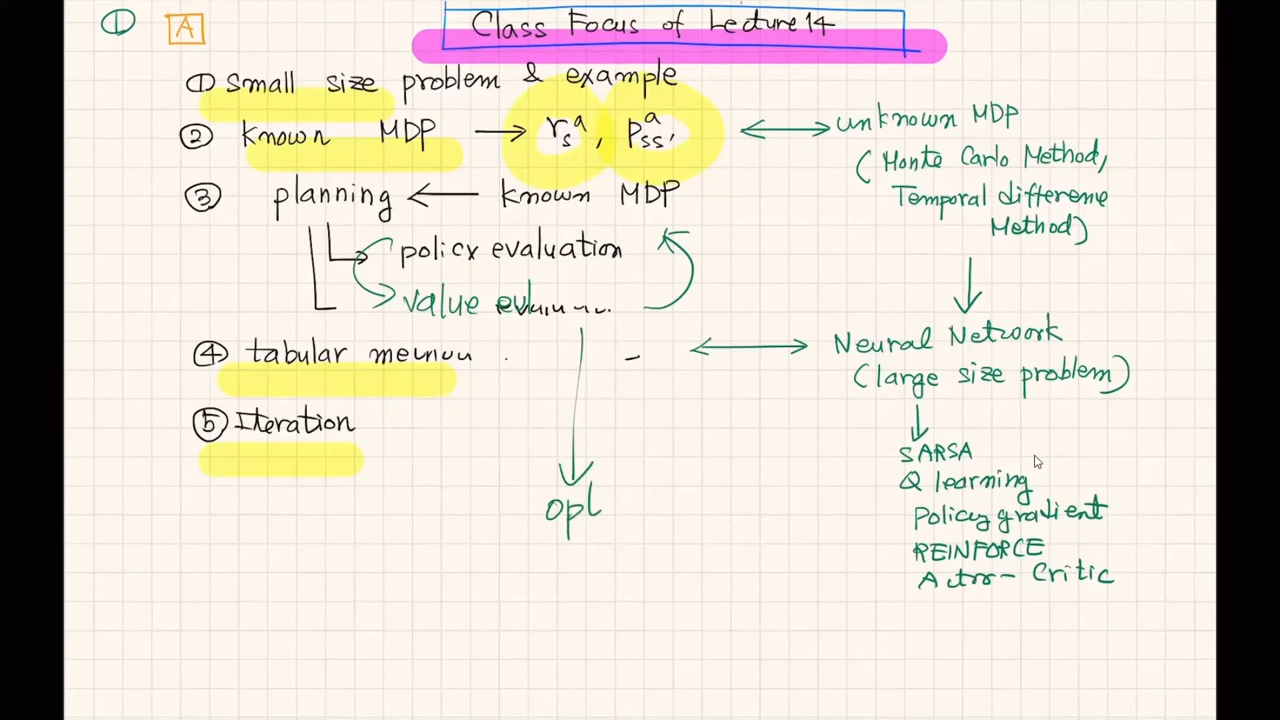 ① A
Class Focus of Lecture 14
① Small size problem & example
② known MDP → r_s^a, p_ss'^a ↔ unknown MDP
(Monte Carlo Method,
Temporal difference
Method)
③ planning ← known MDP
policy evaluation
value
④ tabular ↔ Neural Network
(large size problem)
⑤ Iteration
SARSA
Q learning
Policy gradient
REINFORCE
Actor-Critic